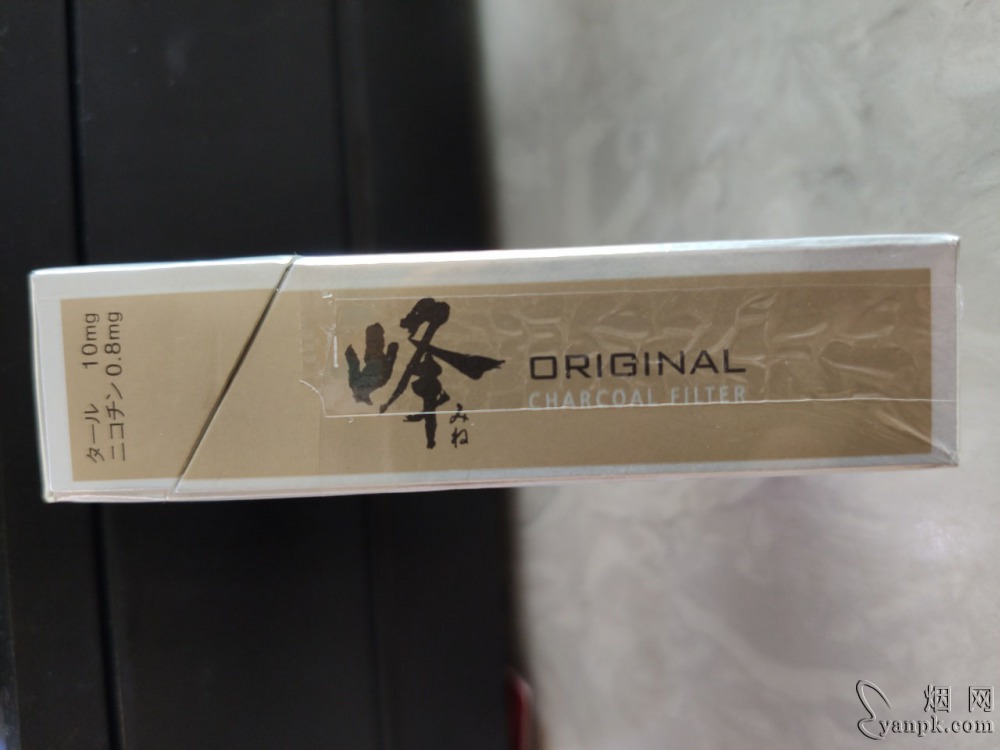 タール 10mg
ニコチン 0.8mg
峰
みね
ORIGINAL
CHARCOAL FILTER
烟网
yanpk.com